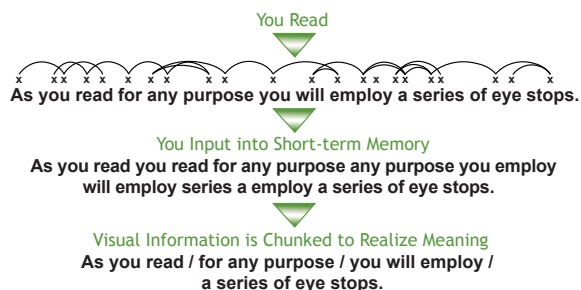 You Read
x x x x x x x x x x x x x x x x x x x x x x
As you read for any purpose you will employ a series of eye stops.
You Input into Short-term Memory
As you read you read for any purpose any purpose you employ
will employ series a employ a series of eye stops.
Visual Information is Chunked to Realize Meaning
As you read / for any purpose / you will employ /
a series of eye stops.